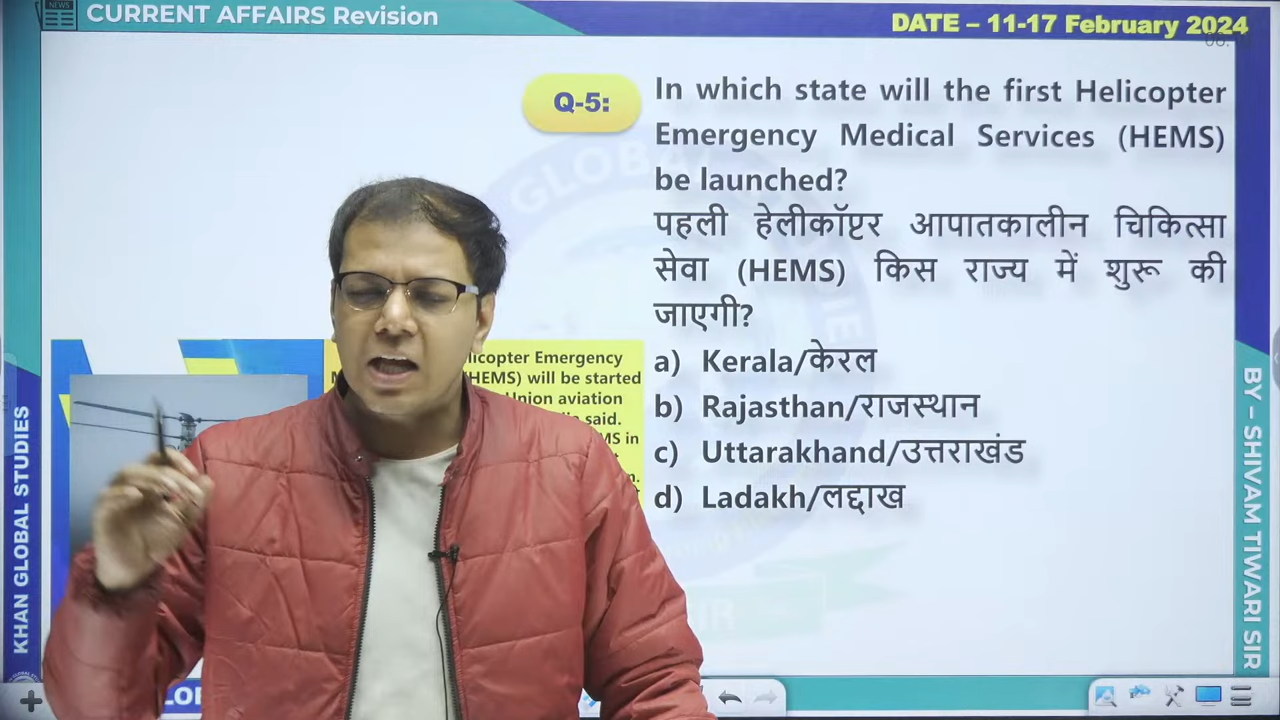 CURRENT AFFAIRS Revision
DATE – 11-17 February 2024
Q-5:
In which state will the first Helicopter
Emergency Medical Services (HEMS)
be launched?
पहली हेलीकॉप्टर आपातकालीन चिकित्सा
सेवा (HEMS) किस राज्य में शुरू की
जाएगी?
a) Kerala/केरल
b) Rajasthan/राजस्थान
c) Uttarakhand/उत्तराखंड
d) Ladakh/लद्दाख
Emergency
(HEMS) will be started
Union aviation
said.
in
KHAN GLOBAL STUDIES
BY – SHIVAM TIWARI SIR
NEWS
GLOBAL